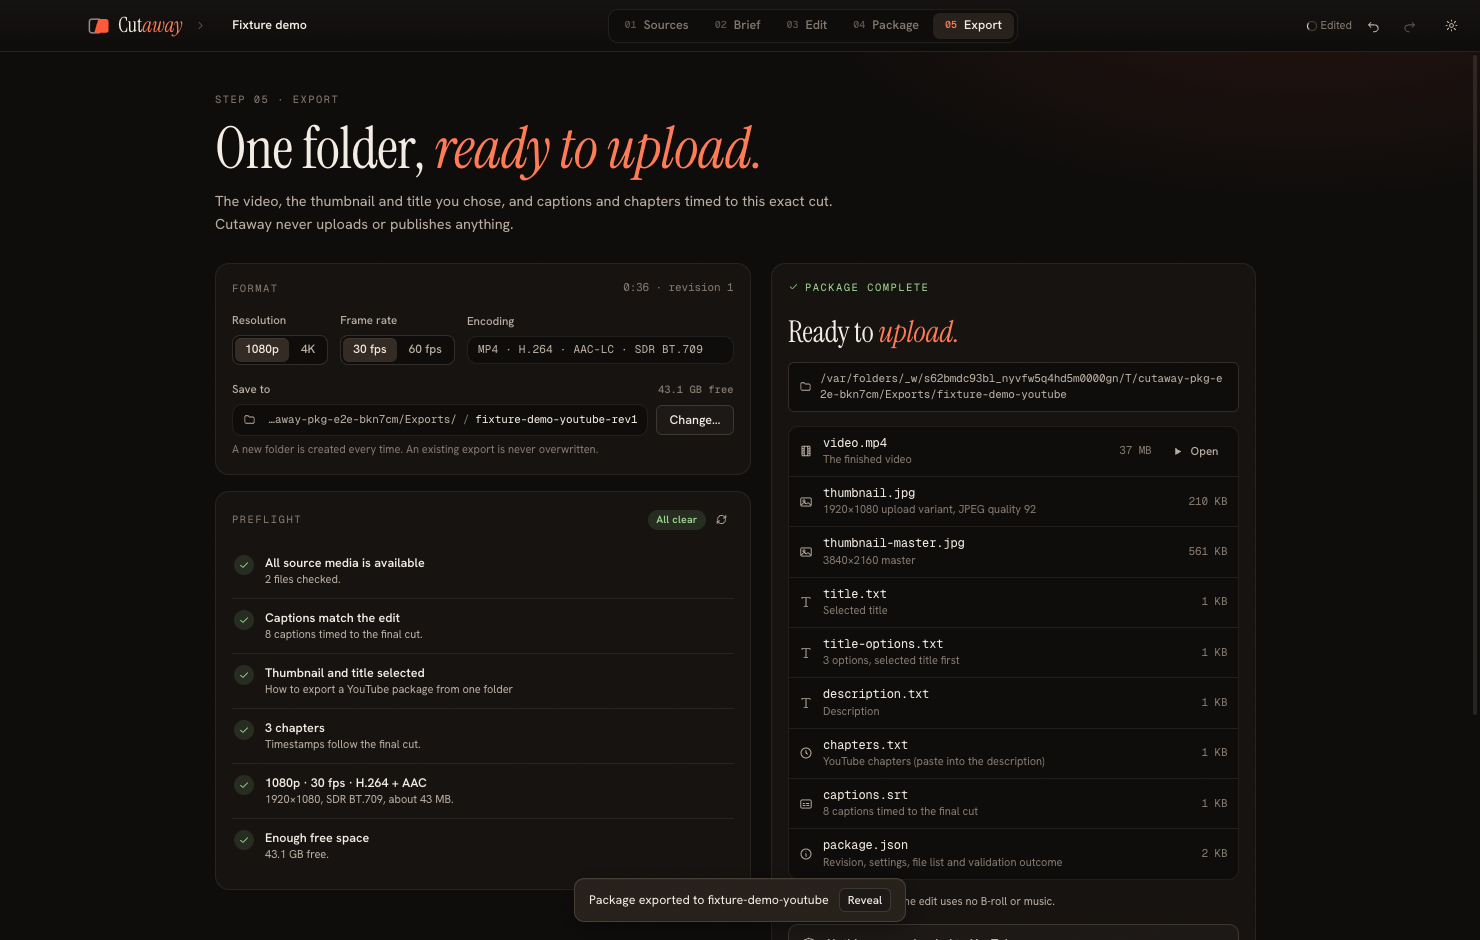 Cutaway
Fixture demo
01 Sources
02 Brief
03 Edit
04 Package
05 Export
Edited
STEP 05 · EXPORT
One folder, ready to upload.
The video, the thumbnail and title you chose, and captions and chapters timed to this exact cut.
Cutaway never uploads or publishes anything.
FORMAT
0:36 · revision 1
Resolution
Frame rate
Encoding
1080p
4K
30 fps
60 fps
MP4 · H.264 · AAC-LC · SDR BT.709
Save to
43.1 GB free
…away-pkg-e2e-bkn7cm/Exports/ / fixture-demo-youtube-rev1
Change…
A new folder is created every time. An existing export is never overwritten.
PREFLIGHT
All clear
All source media is available
2 files checked.
Captions match the edit
8 captions timed to the final cut.
Thumbnail and title selected
How to export a YouTube package from one folder
3 chapters
Timestamps follow the final cut.
1080p · 30 fps · H.264 + AAC
1920×1080, SDR BT.709, about 43 MB.
Enough free space
43.1 GB free.
PACKAGE COMPLETE
Ready to upload.
/var/folders/_w/s62bmdc93bl_nyvfw5q4hd5m0000gn/T/cutaway-pkg-e
2e-bkn7cm/Exports/fixture-demo-youtube
video.mp4
The finished video
37 MB
Open
thumbnail.jpg
1920×1080 upload variant, JPEG quality 92
210 KB
thumbnail-master.jpg
3840×2160 master
561 KB
title.txt
Selected title
1 KB
title-options.txt
3 options, selected title first
1 KB
description.txt
Description
1 KB
chapters.txt
YouTube chapters (paste into the description)
1 KB
captions.srt
8 captions timed to the final cut
1 KB
package.json
Revision, settings, file list and validation outcome
2 KB
edit uses no B-roll or music.
Package exported to fixture-demo-youtube
Reveal